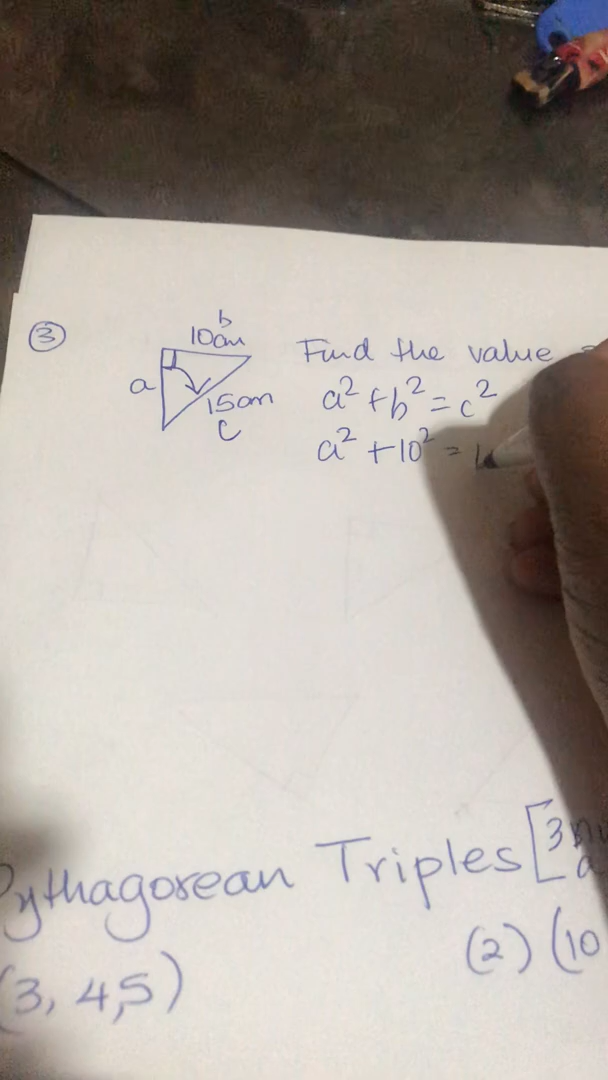 ③
b
10cm
a
15cm
c
Find the value
a² + b² = c²
a² + 10² =
Pythagorean Triples [3
a
(3, 4,5)
(2) (10